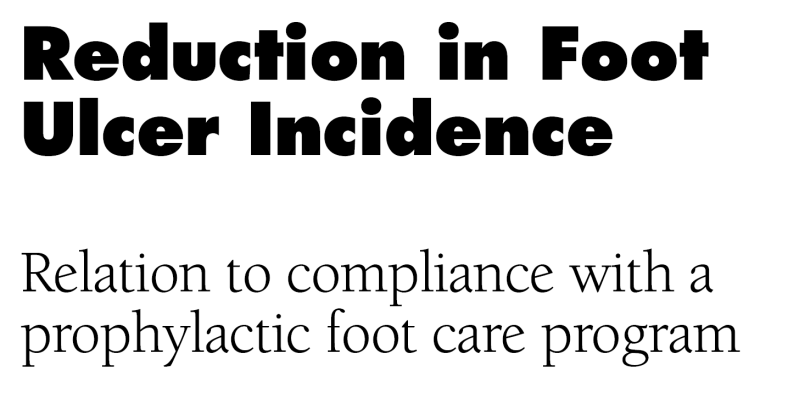 Reduction in Foot
Ulcer Incidence
Relation to compliance with a
prophylactic foot care program